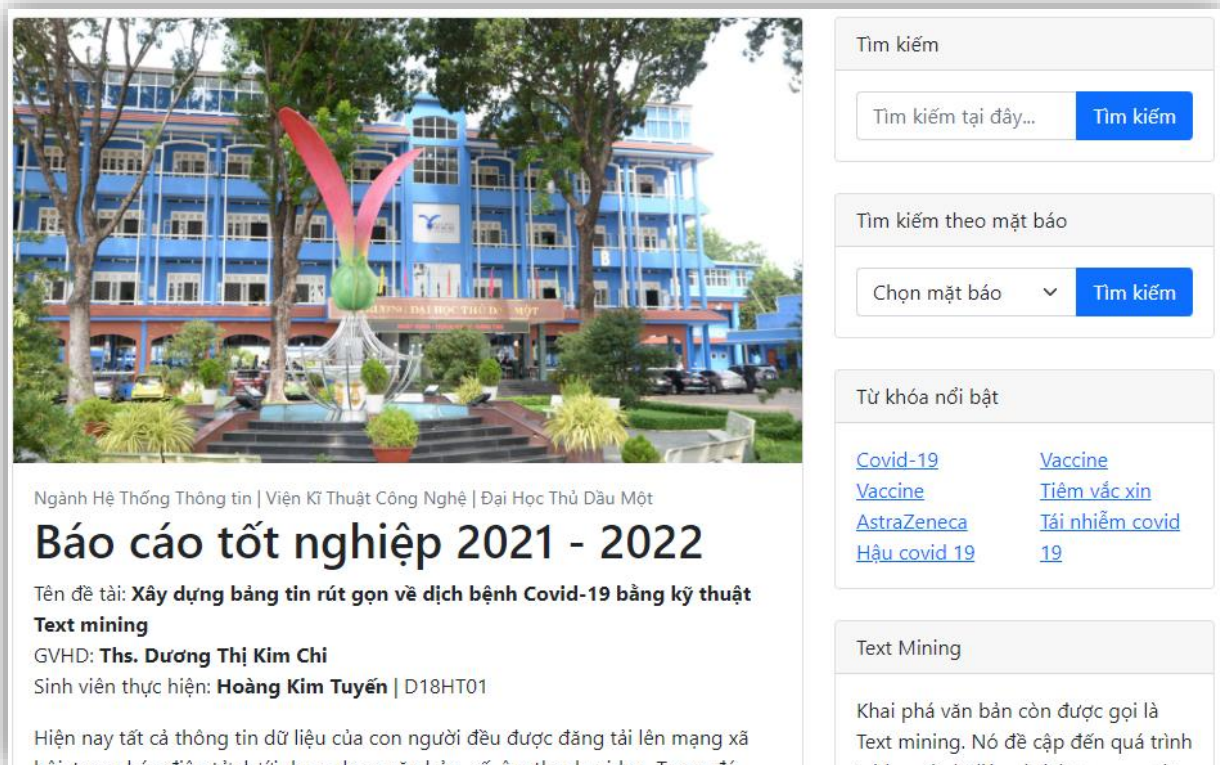 TRƯỜNG ĐẠI HỌC THỦ DẦU MỘT
B
Ngành Hệ Thống Thông tin | Viện Kĩ Thuật Công Nghệ | Đại Học Thủ Dầu Một
Báo cáo tốt nghiệp 2021 - 2022
Tên đề tài: Xây dựng bảng tin rút gọn về dịch bệnh Covid-19 bằng kỹ thuật
Text mining
GVHD: Ths. Dương Thị Kim Chi
Sinh viên thực hiện: Hoàng Kim Tuyến | D18HT01
Hiện nay tất cả thông tin dữ liệu của con người đều được đăng tải lên mạng xã
Tìm kiếm
Tìm kiếm tại đây... Tìm kiếm
Tìm kiếm theo mặt báo
Chọn mặt báo Tìm kiếm
Từ khóa nổi bật
Covid-19 Vaccine
Vaccine Tiêm vắc xin
AstraZeneca Tái nhiễm covid
Hậu covid 19 19
Text Mining
Khai phá văn bản còn được gọi là
Text mining. Nó đề cập đến quá trình